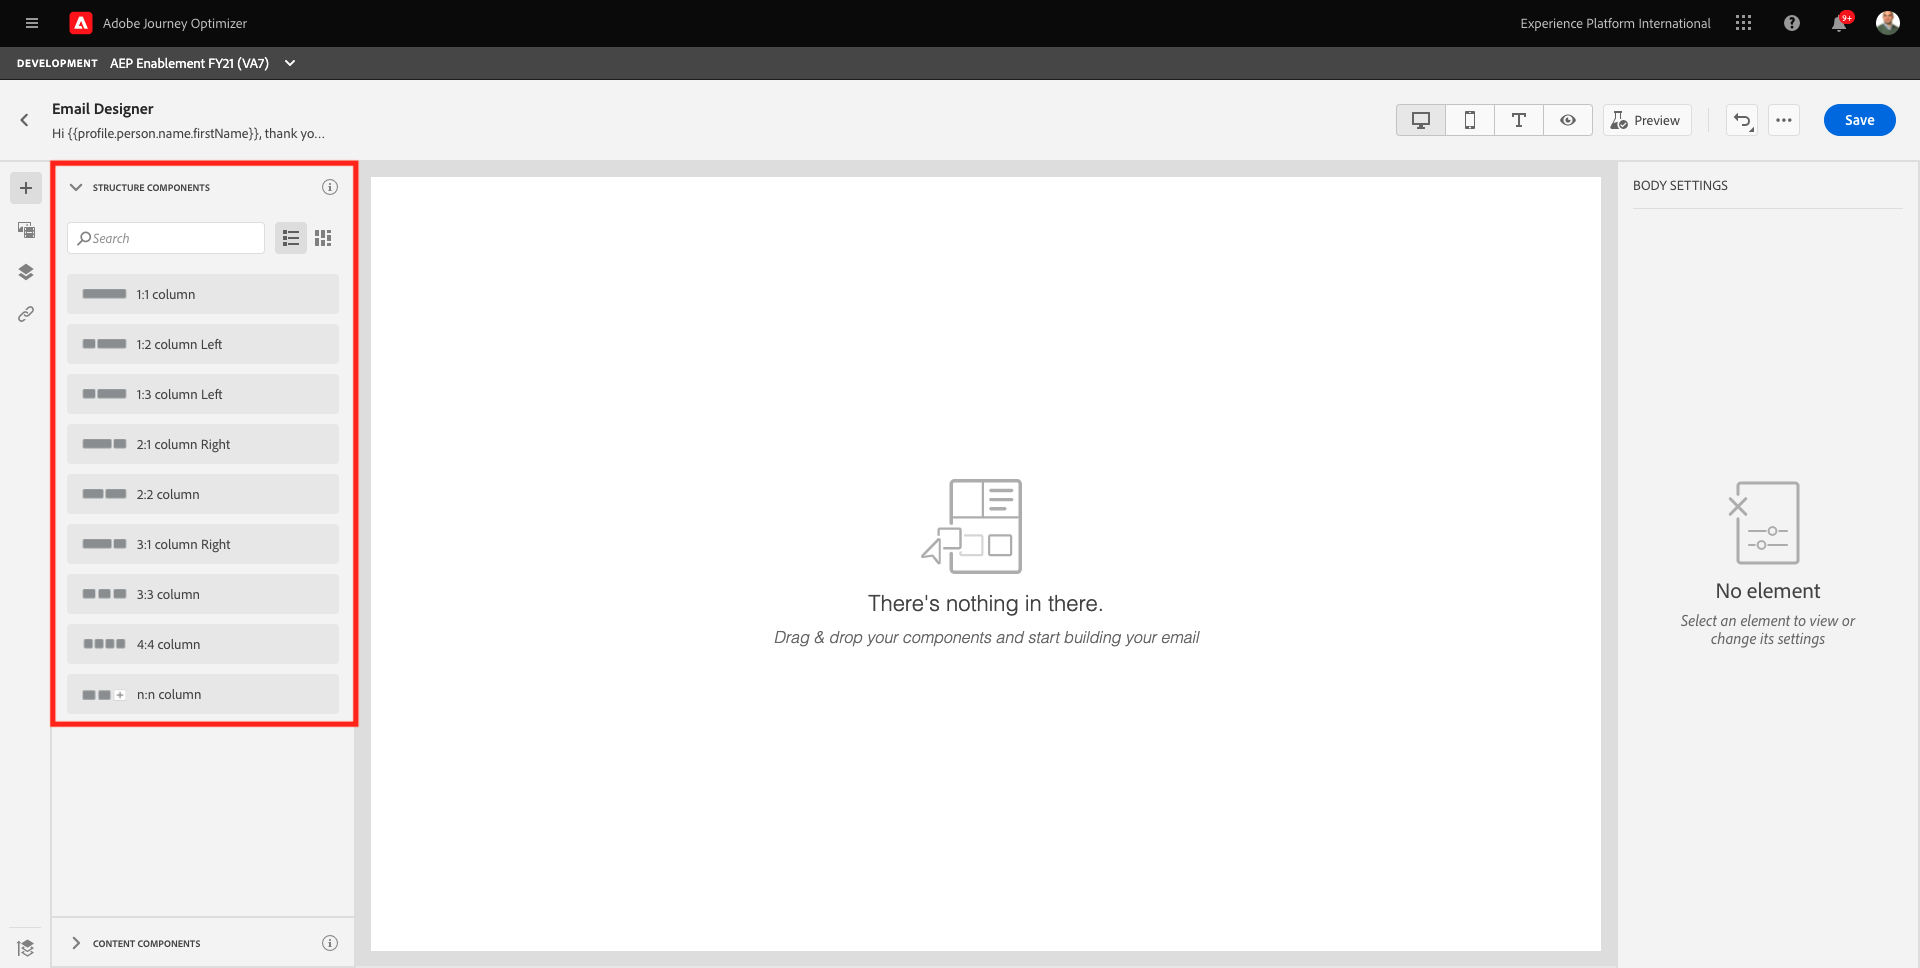 Adobe Journey Optimizer
Experience Platform International
9+
DEVELOPMENT AEP Enablement FY21 (VA7)
Email Designer
Hi {{profile.person.name.firstName}}, thank yo...
Preview
Save
STRUCTURE COMPONENTS
Search
1:1 column
1:2 column Left
1:3 column Left
2:1 column Right
2:2 column
3:1 column Right
3:3 column
4:4 column
n:n column
CONTENT COMPONENTS
There's nothing in there.
Drag & drop your components and start building your email
BODY SETTINGS
No element
Select an element to view or
change its settings